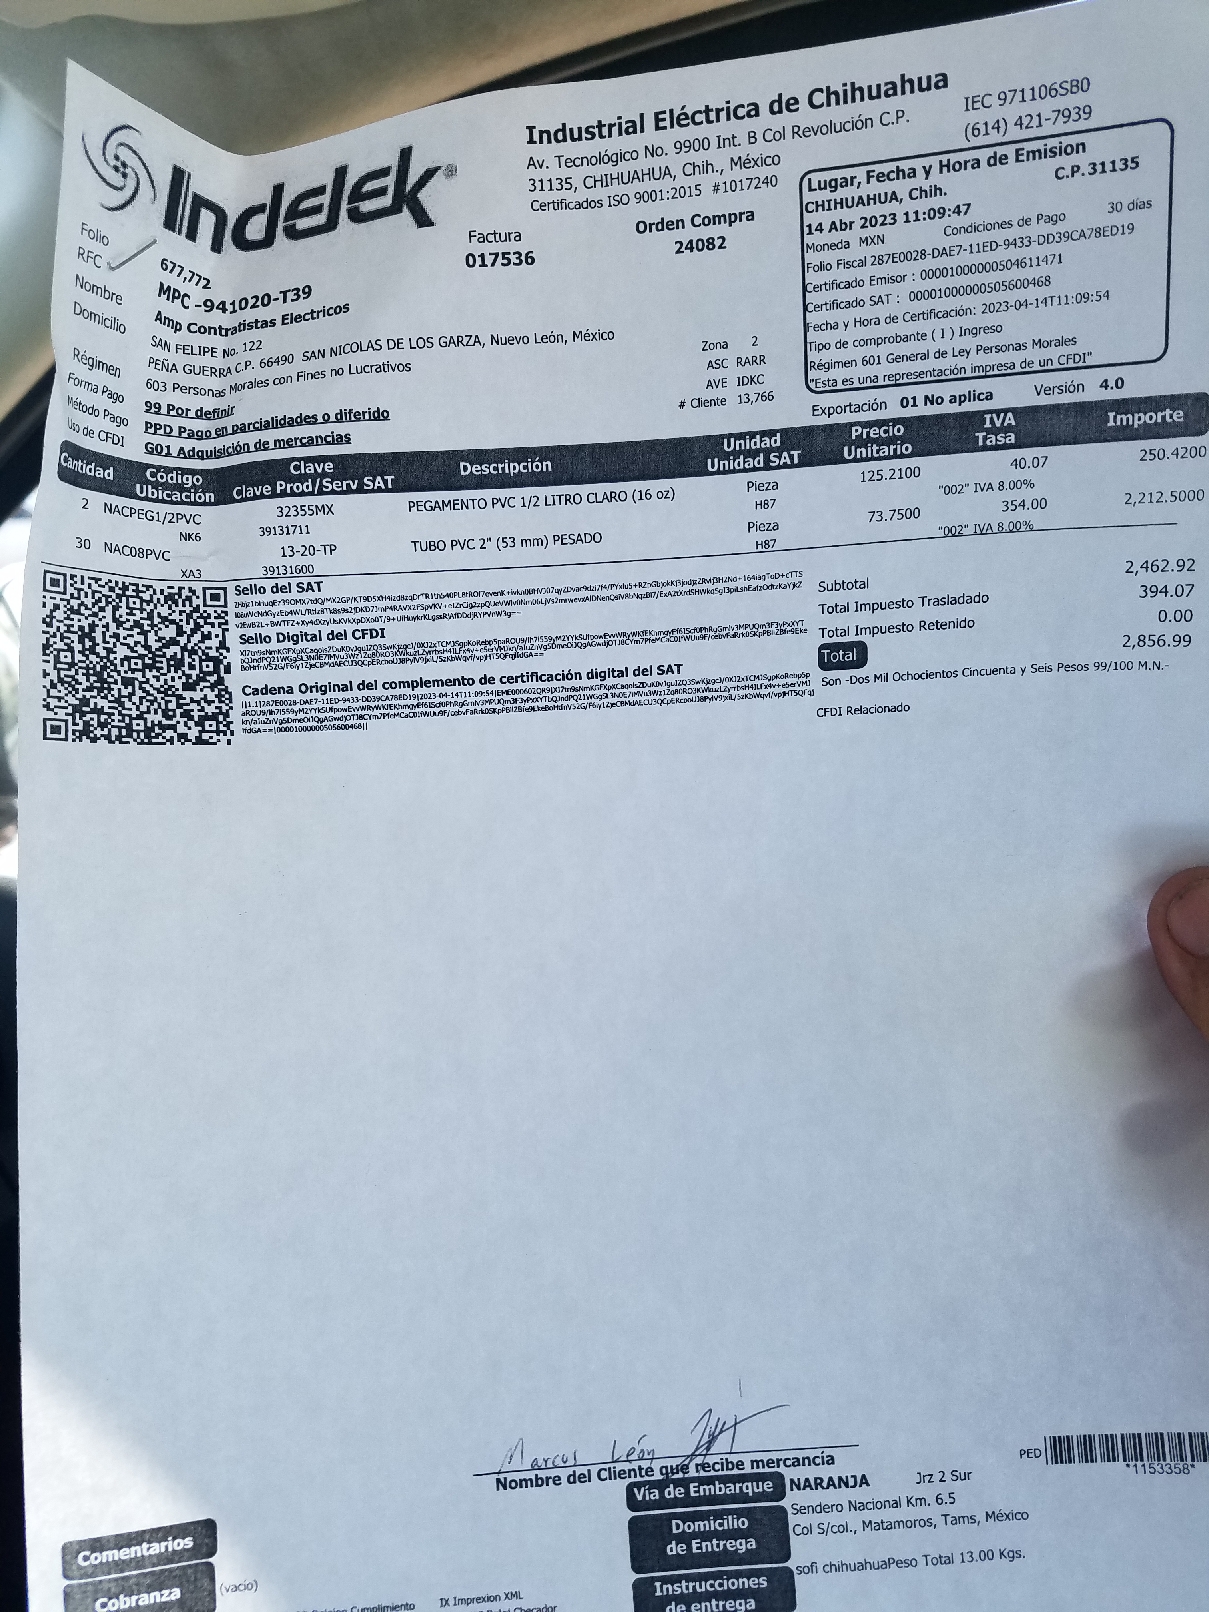 Industrial Eléctrica de Chihuahua
IEC 971106SB0
Av. Tecnológico No. 9900 Int. B Col Revolución C.P.
(614) 421-7939
31135, CHIHUAHUA, Chih., México
Certificados ISO 9001:2015 #1017240
Indelek
Factura
017536
Orden Compra
24082
Lugar, Fecha y Hora de Emision
CHIHUAHUA, Chih. C.P.31135
14 Abr 2023 11:09:47
Moneda MXN Condiciones de Pago 30 días
Folio Fiscal 287E0028-DAE7-11ED-9433-DD39CA78ED19
Certificado Emisor : 00001000000504611471
Certificado SAT : 00001000000505600468
Fecha y Hora de Certificación: 2023-04-14T11:09:54
Tipo de comprobante ( I ) Ingreso
Régimen 601 General de Ley Personas Morales
"Esta es una representación impresa de un CFDI"
Folio 677,772
RFC MPC -941020-T39
Nombre Amp Contratistas Electricos
Domicilio SAN FELIPE No. 122
PEÑA GUERRA C.P. 66490 SAN NICOLAS DE LOS GARZA, Nuevo León, México
Régimen 603 Personas Morales con Fines no Lucrativos
Forma Pago 99 Por definir
Método Pago PPD Pago en parcialidades o diferido
Uso de CFDI G01 Adquisición de mercancias
Zona 2
ASC RARR
AVE IDKC
# Cliente 13,766
Exportación 01 No aplica Versión 4.0
Cantidad Código Ubicación Clave Clave Prod/Serv SAT Descripción Unidad Unidad SAT Precio Unitario IVA Tasa Importe
2 NACPEG1/2PVC 32355MX PEGAMENTO PVC 1/2 LITRO CLARO (16 oz) Pieza 125.2100 40.07 250.4200
NK6 39131711 H87 "002" IVA 8.00%
30 NAC08PVC 13-20-TP TUBO PVC 2" (53 mm) PESADO Pieza 73.7500 354.00 2,212.5000
XA3 39131600 H87 "002" IVA 8.00%
Sello del SAT
Sello Digital del CFDI
Cadena Original del complemento de certificación digital del SAT
Subtotal 2,462.92
Total Impuesto Trasladado 394.07
Total Impuesto Retenido 0.00
Total 2,856.99
Son -Dos Mil Ochocientos Cincuenta y Seis Pesos 99/100 M.N.-
CFDI Relacionado
Marcus León
Nombre del Cliente que recibe mercancía
PED
*1153358*
Vía de Embarque NARANJA Jrz 2 Sur
Domicilio de Entrega Sendero Nacional Km. 6.5
Col S/col., Matamoros, Tams, México
Instrucciones de entrega sofi chihuahuaPeso Total 13.00 Kgs.
Comentarios
Cobranza (vacío)
Cumplimiento IX Imprexion XML
Checador